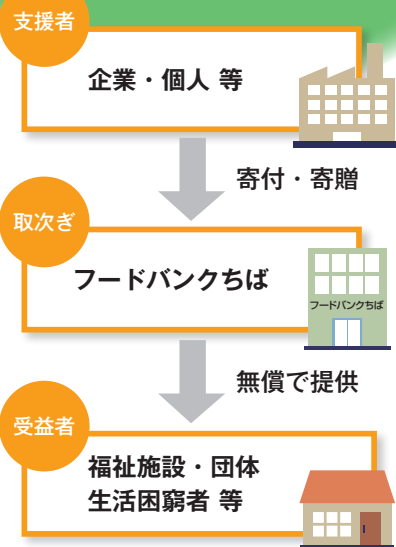 支援者
企業・個人 等
寄付・寄贈
取次ぎ
フードバンクちば
フードバンクちば
無償で提供
受益者
福祉施設・団体
生活困窮者 等